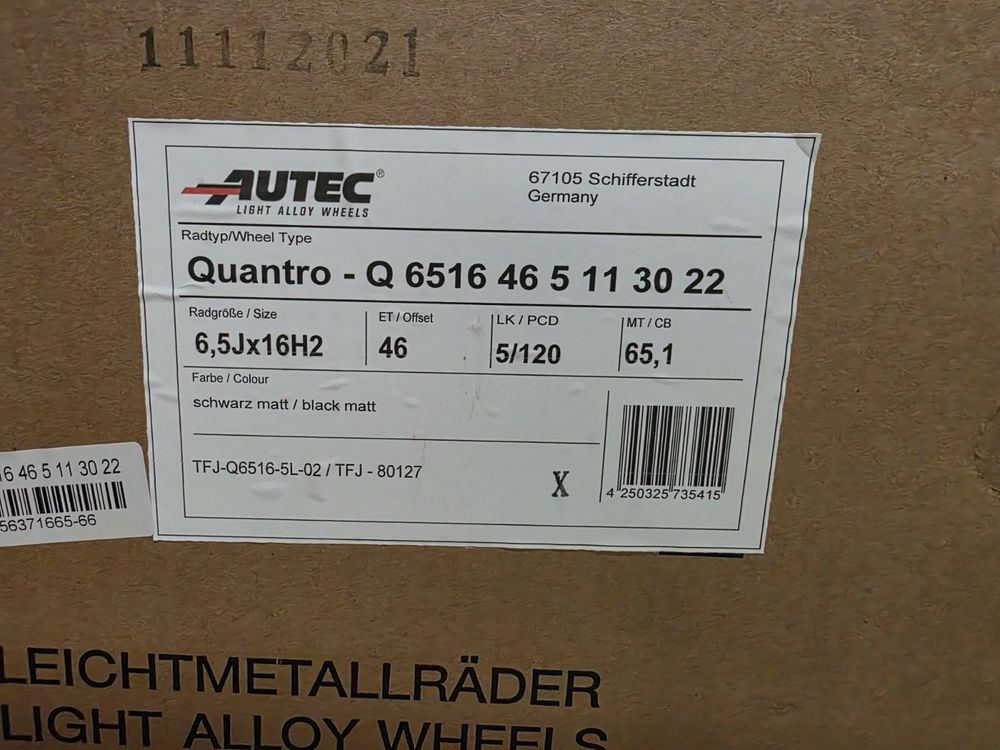 11112021
AUTEC®
LIGHT ALLOY WHEELS
67105 Schifferstadt
Germany
Radtyp/Wheel Type
Quantro - Q 6516 46 5 11 30 22
Radgröße / Size
6,5Jx16H2
ET / Offset
46
LK / PCD
5/120
MT / CB
65,1
Farbe / Colour
schwarz matt / black matt
TFJ-Q6516-5L-02 / TFJ - 80127
X
4 250325 735415
16 46 5 11 30 22
56371665-66
LEICHTMETALLRÄDER
LIGHT ALLOY WHEELS